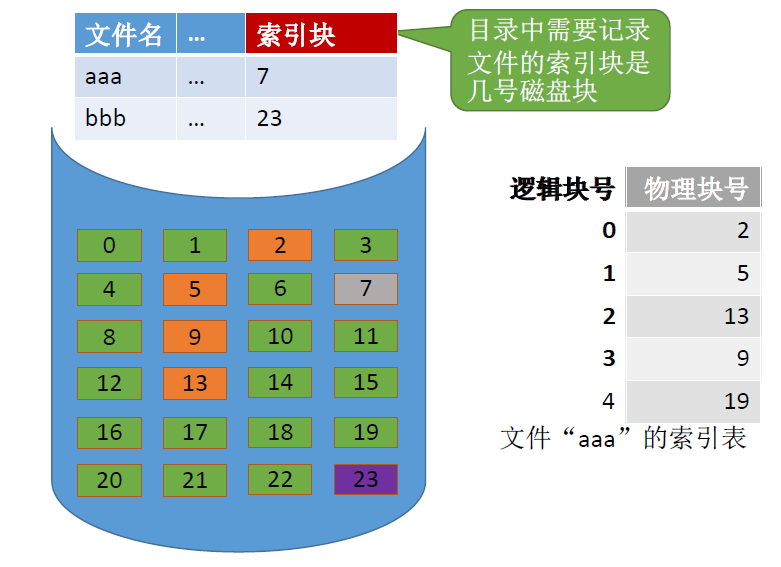 文件名 … 索引块
aaa … 7
bbb … 23
目录中需要记录
文件的索引块是
几号磁盘块
0 1 2 3
4 5 6 7
8 9 10 11
12 13 14 15
16 17 18 19
20 21 22 23
逻辑块号 物理块号
0 2
1 5
2 13
3 9
4 19
文件“aaa”的索引表